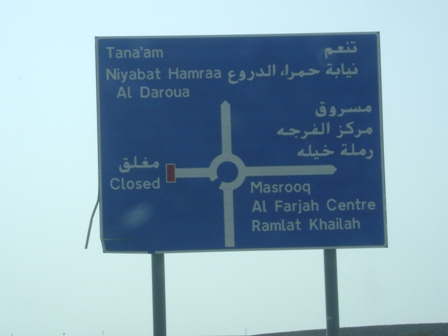 Tana'am
تنعم
Niyabat Hamraa
نيابة حمراء الدروع
Al Daroua
مسروق
مركز الفرجه
رملة خيله
مغلق
Closed
Masrooq
Al Farjah Centre
Ramlat Khailah